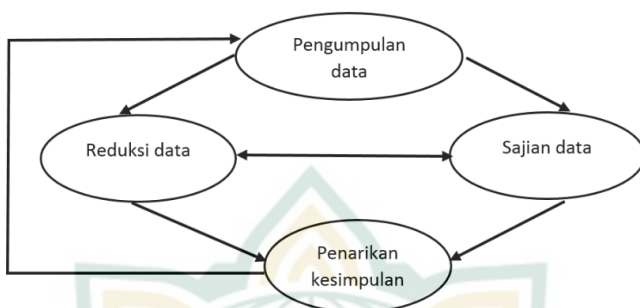 Pengumpulan
data
Reduksi data
Sajian data
Penarikan
kesimpulan